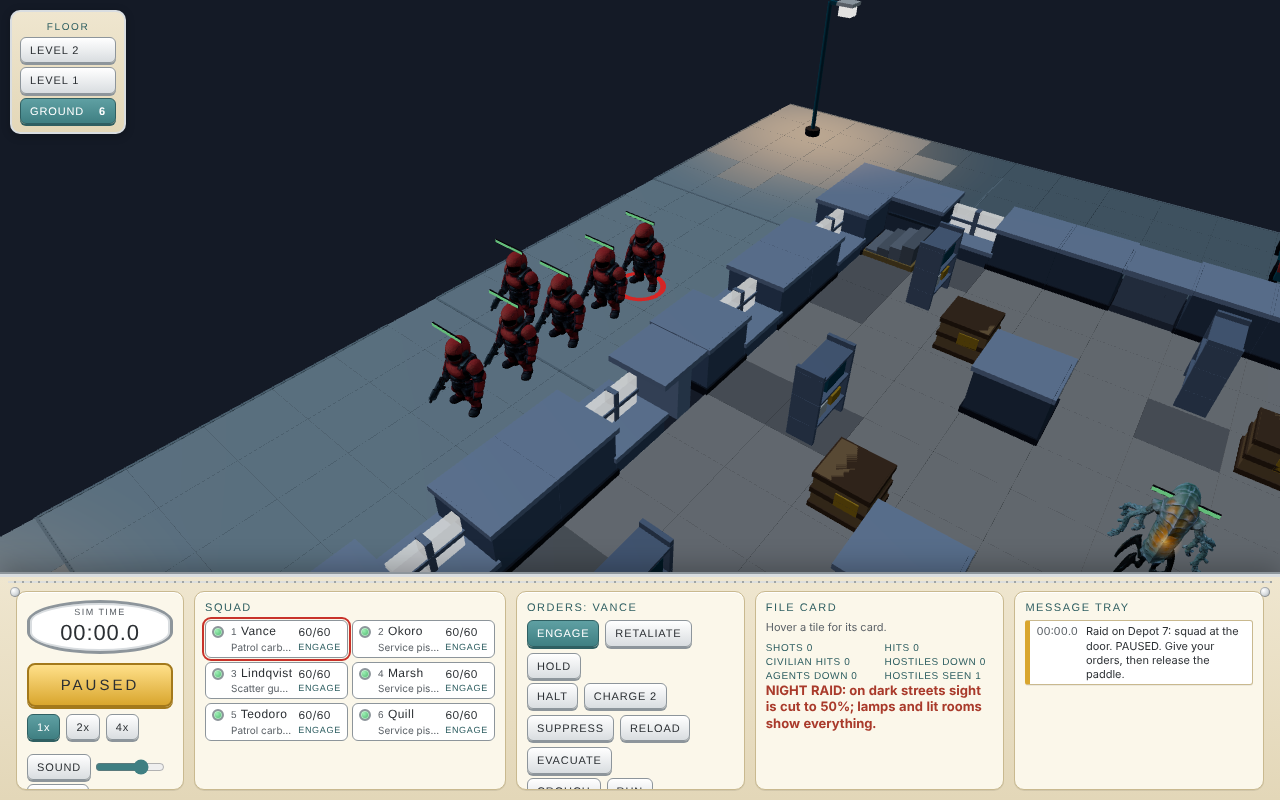 FLOOR
LEVEL 2
LEVEL 1
GROUND 6
SIM TIME
00:00.0
PAUSED
1x 2x 4x
SOUND
SQUAD
1 Vance 60/60
Patrol carb... ENGAGE
2 Okoro 60/60
Service pis... ENGAGE
3 Lindqvist 60/60
Scatter gu... ENGAGE
4 Marsh 60/60
Service pis... ENGAGE
5 Teodoro 60/60
Patrol carb... ENGAGE
6 Quill 60/60
Service pis... ENGAGE
ORDERS: VANCE
ENGAGE RETALIATE
HOLD
HALT CHARGE 2
SUPPRESS RELOAD
EVACUATE
CROUCH RUN
FILE CARD
Hover a tile for its card.
SHOTS 0 HITS 0
CIVILIAN HITS 0 HOSTILES DOWN 0
AGENTS DOWN 0 HOSTILES SEEN 1
NIGHT RAID: on dark streets sight
is cut to 50%; lamps and lit rooms
show everything.
MESSAGE TRAY
00:00.0 Raid on Depot 7: squad at the
door. PAUSED. Give your
orders, then release the
paddle.